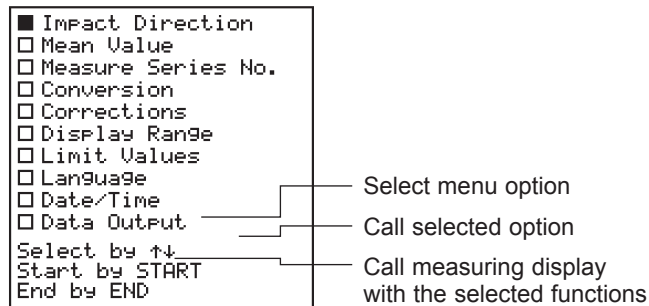 ■ Impact Direction
□ Mean Value
□ Measure Series No.
□ Conversion
□ Corrections
□ Display Range
□ Limit Values
□ Language
□ Date/Time
□ Data Output
Select by ↑↓
Start by START
End by END
Select menu option
Call selected option
Call measuring display
with the selected functions